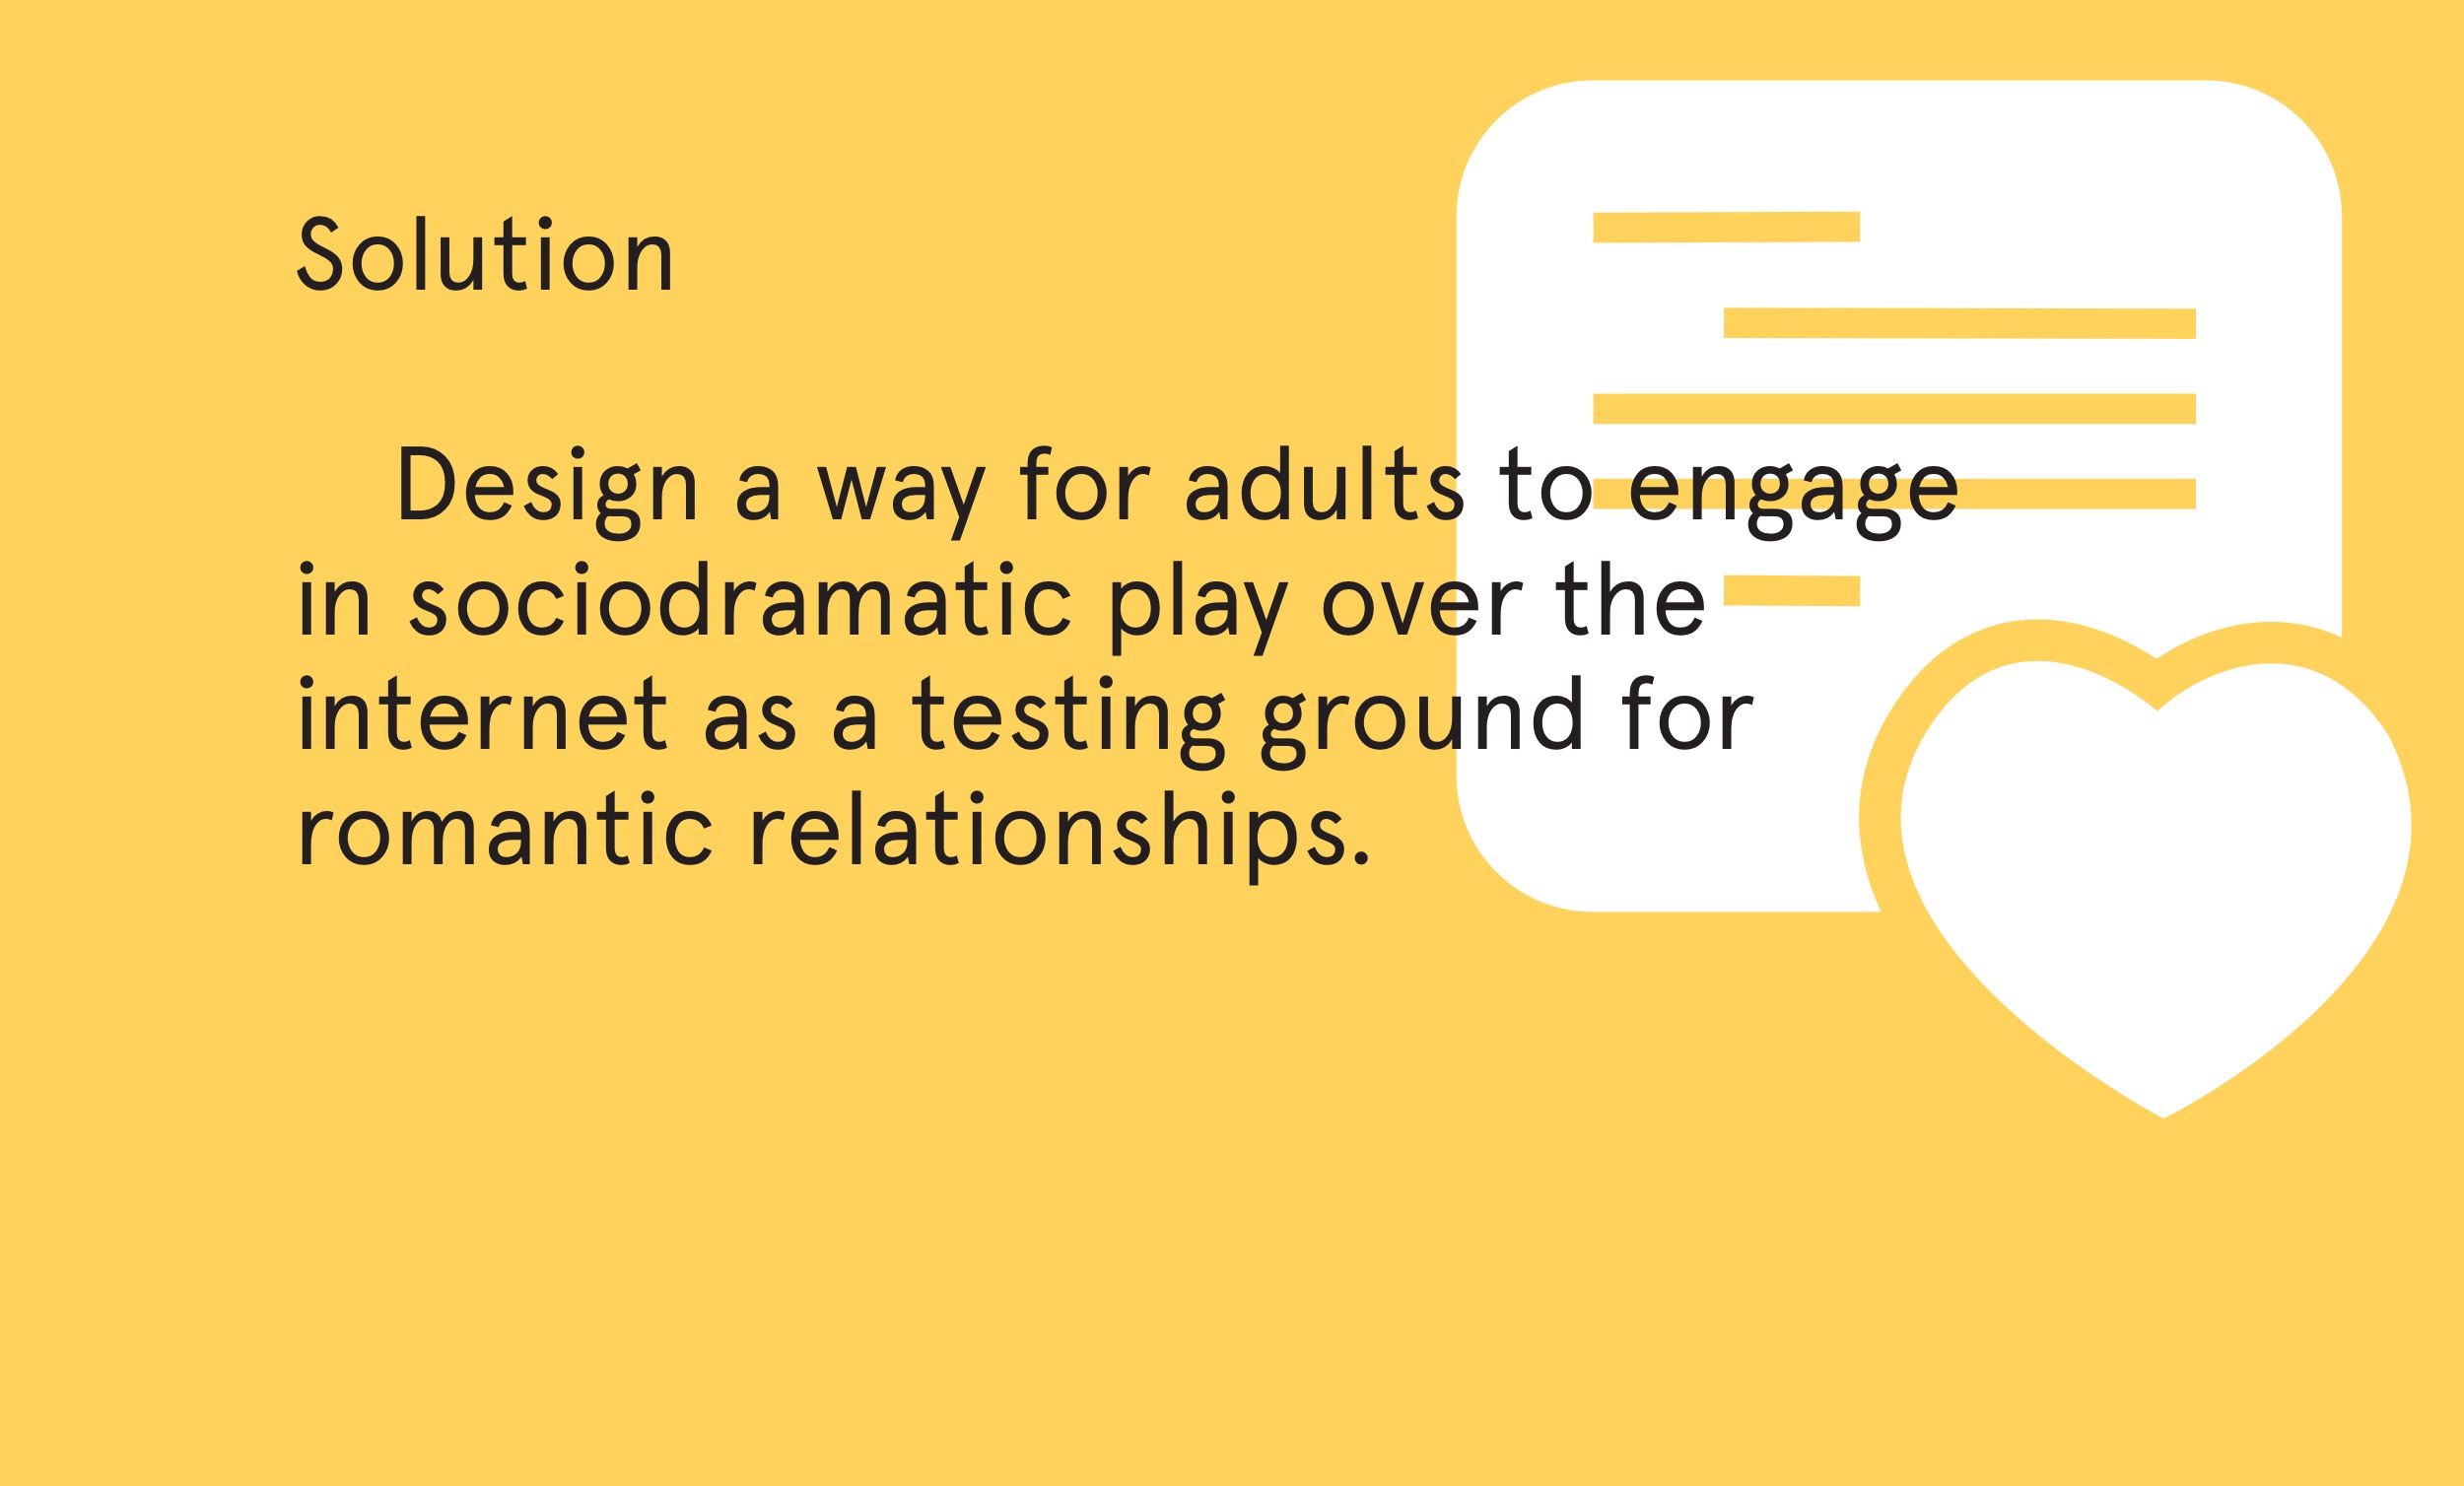 Solution
Design a way for adults to engage
in sociodramatic play over the
internet as a testing ground for
romantic relationships.